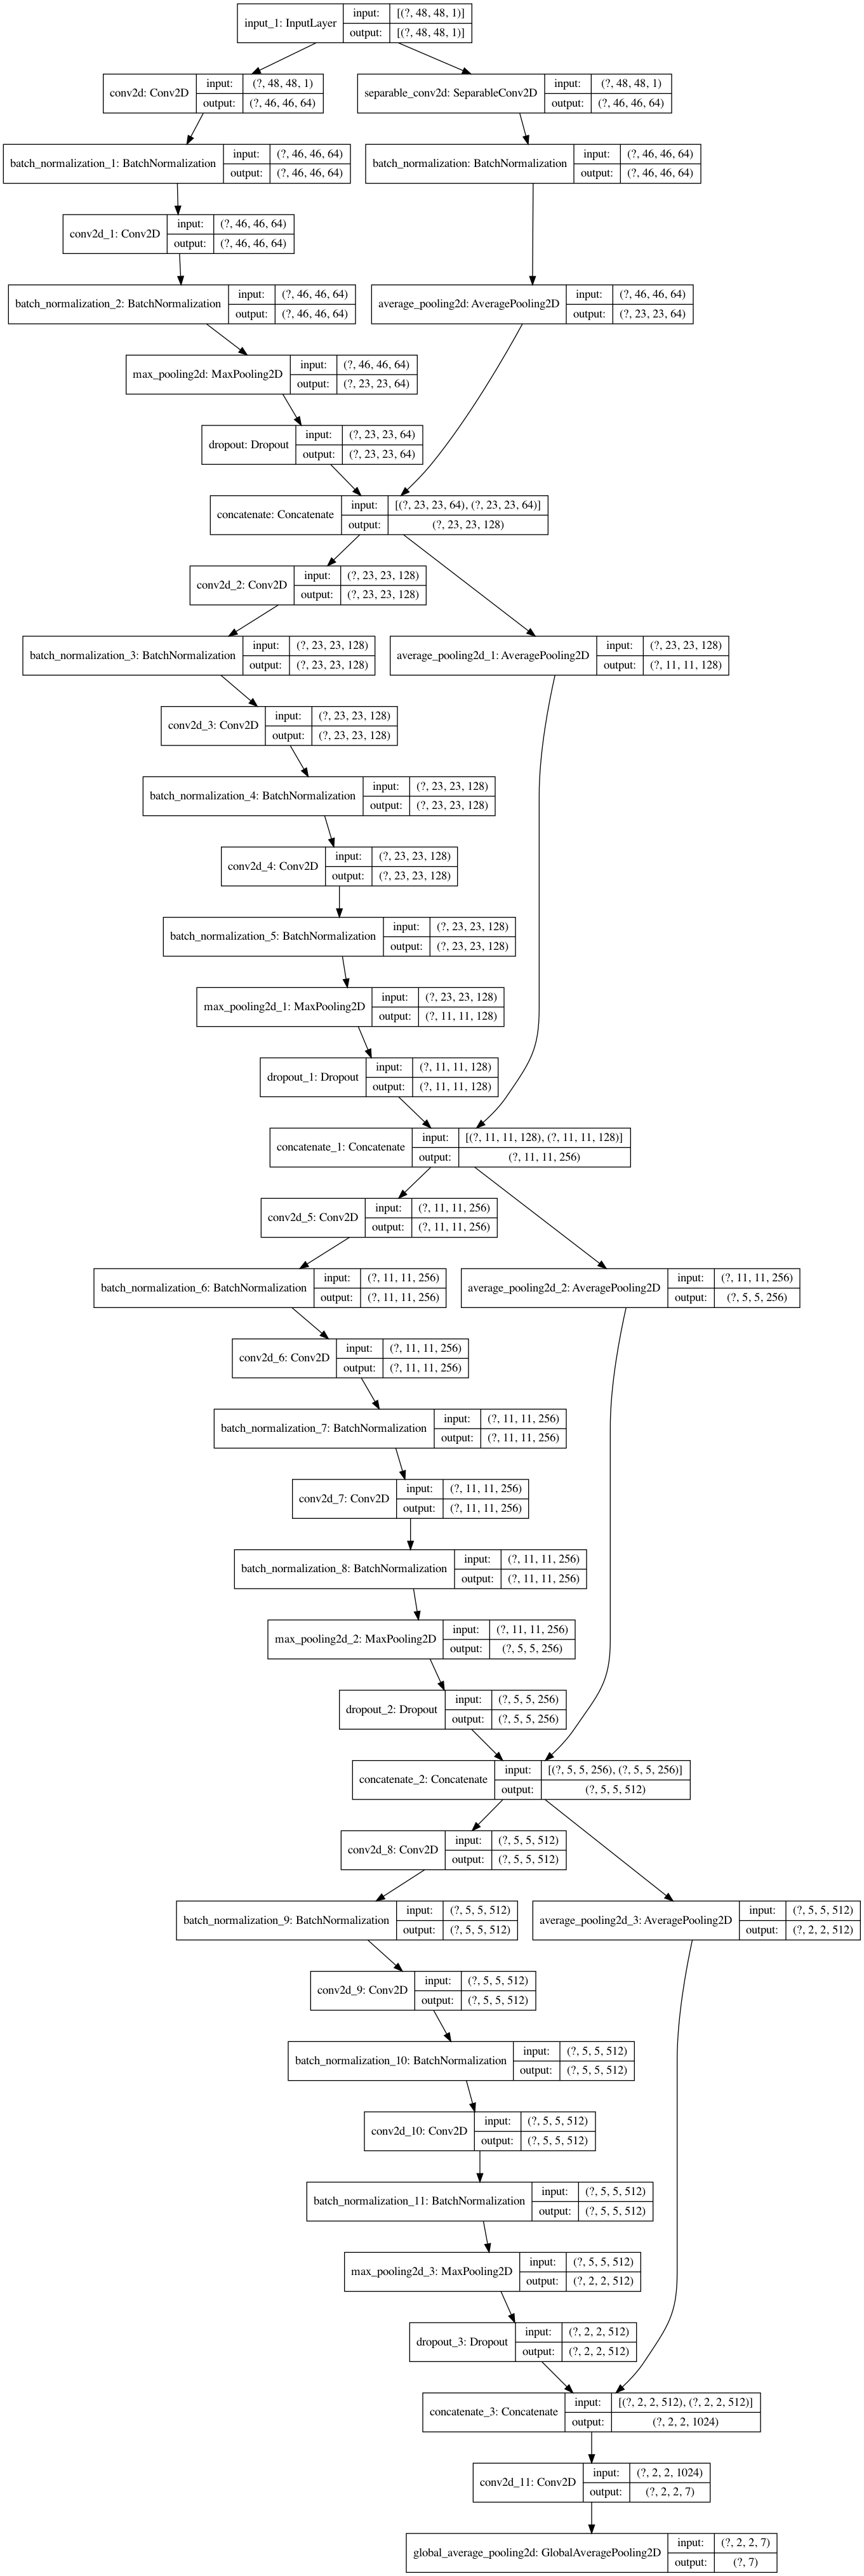 input_1: InputLayer
input: [(?, 48, 48, 1)]
output: [(?, 48, 48, 1)]
conv2d: Conv2D
input: (?, 48, 48, 1)
output: (?, 46, 46, 64)
separable_conv2d: SeparableConv2D
input: (?, 48, 48, 1)
output: (?, 46, 46, 64)
batch_normalization_1: BatchNormalization
input: (?, 46, 46, 64)
output: (?, 46, 46, 64)
batch_normalization: BatchNormalization
input: (?, 46, 46, 64)
output: (?, 46, 46, 64)
conv2d_1: Conv2D
input: (?, 46, 46, 64)
output: (?, 46, 46, 64)
batch_normalization_2: BatchNormalization
input: (?, 46, 46, 64)
output: (?, 46, 46, 64)
average_pooling2d: AveragePooling2D
input: (?, 46, 46, 64)
output: (?, 23, 23, 64)
max_pooling2d: MaxPooling2D
input: (?, 46, 46, 64)
output: (?, 23, 23, 64)
dropout: Dropout
input: (?, 23, 23, 64)
output: (?, 23, 23, 64)
concatenate: Concatenate
input: [(?, 23, 23, 64), (?, 23, 23, 64)]
output: (?, 23, 23, 128)
conv2d_2: Conv2D
input: (?, 23, 23, 128)
output: (?, 23, 23, 128)
batch_normalization_3: BatchNormalization
input: (?, 23, 23, 128)
output: (?, 23, 23, 128)
average_pooling2d_1: AveragePooling2D
input: (?, 23, 23, 128)
output: (?, 11, 11, 128)
conv2d_3: Conv2D
input: (?, 23, 23, 128)
output: (?, 23, 23, 128)
batch_normalization_4: BatchNormalization
input: (?, 23, 23, 128)
output: (?, 23, 23, 128)
conv2d_4: Conv2D
input: (?, 23, 23, 128)
output: (?, 23, 23, 128)
batch_normalization_5: BatchNormalization
input: (?, 23, 23, 128)
output: (?, 23, 23, 128)
max_pooling2d_1: MaxPooling2D
input: (?, 23, 23, 128)
output: (?, 11, 11, 128)
dropout_1: Dropout
input: (?, 11, 11, 128)
output: (?, 11, 11, 128)
concatenate_1: Concatenate
input: [(?, 11, 11, 128), (?, 11, 11, 128)]
output: (?, 11, 11, 256)
conv2d_5: Conv2D
input: (?, 11, 11, 256)
output: (?, 11, 11, 256)
batch_normalization_6: BatchNormalization
input: (?, 11, 11, 256)
output: (?, 11, 11, 256)
average_pooling2d_2: AveragePooling2D
input: (?, 11, 11, 256)
output: (?, 5, 5, 256)
conv2d_6: Conv2D
input: (?, 11, 11, 256)
output: (?, 11, 11, 256)
batch_normalization_7: BatchNormalization
input: (?, 11, 11, 256)
output: (?, 11, 11, 256)
conv2d_7: Conv2D
input: (?, 11, 11, 256)
output: (?, 11, 11, 256)
batch_normalization_8: BatchNormalization
input: (?, 11, 11, 256)
output: (?, 11, 11, 256)
max_pooling2d_2: MaxPooling2D
input: (?, 11, 11, 256)
output: (?, 5, 5, 256)
dropout_2: Dropout
input: (?, 5, 5, 256)
output: (?, 5, 5, 256)
concatenate_2: Concatenate
input: [(?, 5, 5, 256), (?, 5, 5, 256)]
output: (?, 5, 5, 512)
conv2d_8: Conv2D
input: (?, 5, 5, 512)
output: (?, 5, 5, 512)
batch_normalization_9: BatchNormalization
input: (?, 5, 5, 512)
output: (?, 5, 5, 512)
average_pooling2d_3: AveragePooling2D
input: (?, 5, 5, 512)
output: (?, 2, 2, 512)
conv2d_9: Conv2D
input: (?, 5, 5, 512)
output: (?, 5, 5, 512)
batch_normalization_10: BatchNormalization
input: (?, 5, 5, 512)
output: (?, 5, 5, 512)
conv2d_10: Conv2D
input: (?, 5, 5, 512)
output: (?, 5, 5, 512)
batch_normalization_11: BatchNormalization
input: (?, 5, 5, 512)
output: (?, 5, 5, 512)
max_pooling2d_3: MaxPooling2D
input: (?, 5, 5, 512)
output: (?, 2, 2, 512)
dropout_3: Dropout
input: (?, 2, 2, 512)
output: (?, 2, 2, 512)
concatenate_3: Concatenate
input: [(?, 2, 2, 512), (?, 2, 2, 512)]
output: (?, 2, 2, 1024)
conv2d_11: Conv2D
input: (?, 2, 2, 1024)
output: (?, 2, 2, 7)
global_average_pooling2d: GlobalAveragePooling2D
input: (?, 2, 2, 7)
output: (?, 7)